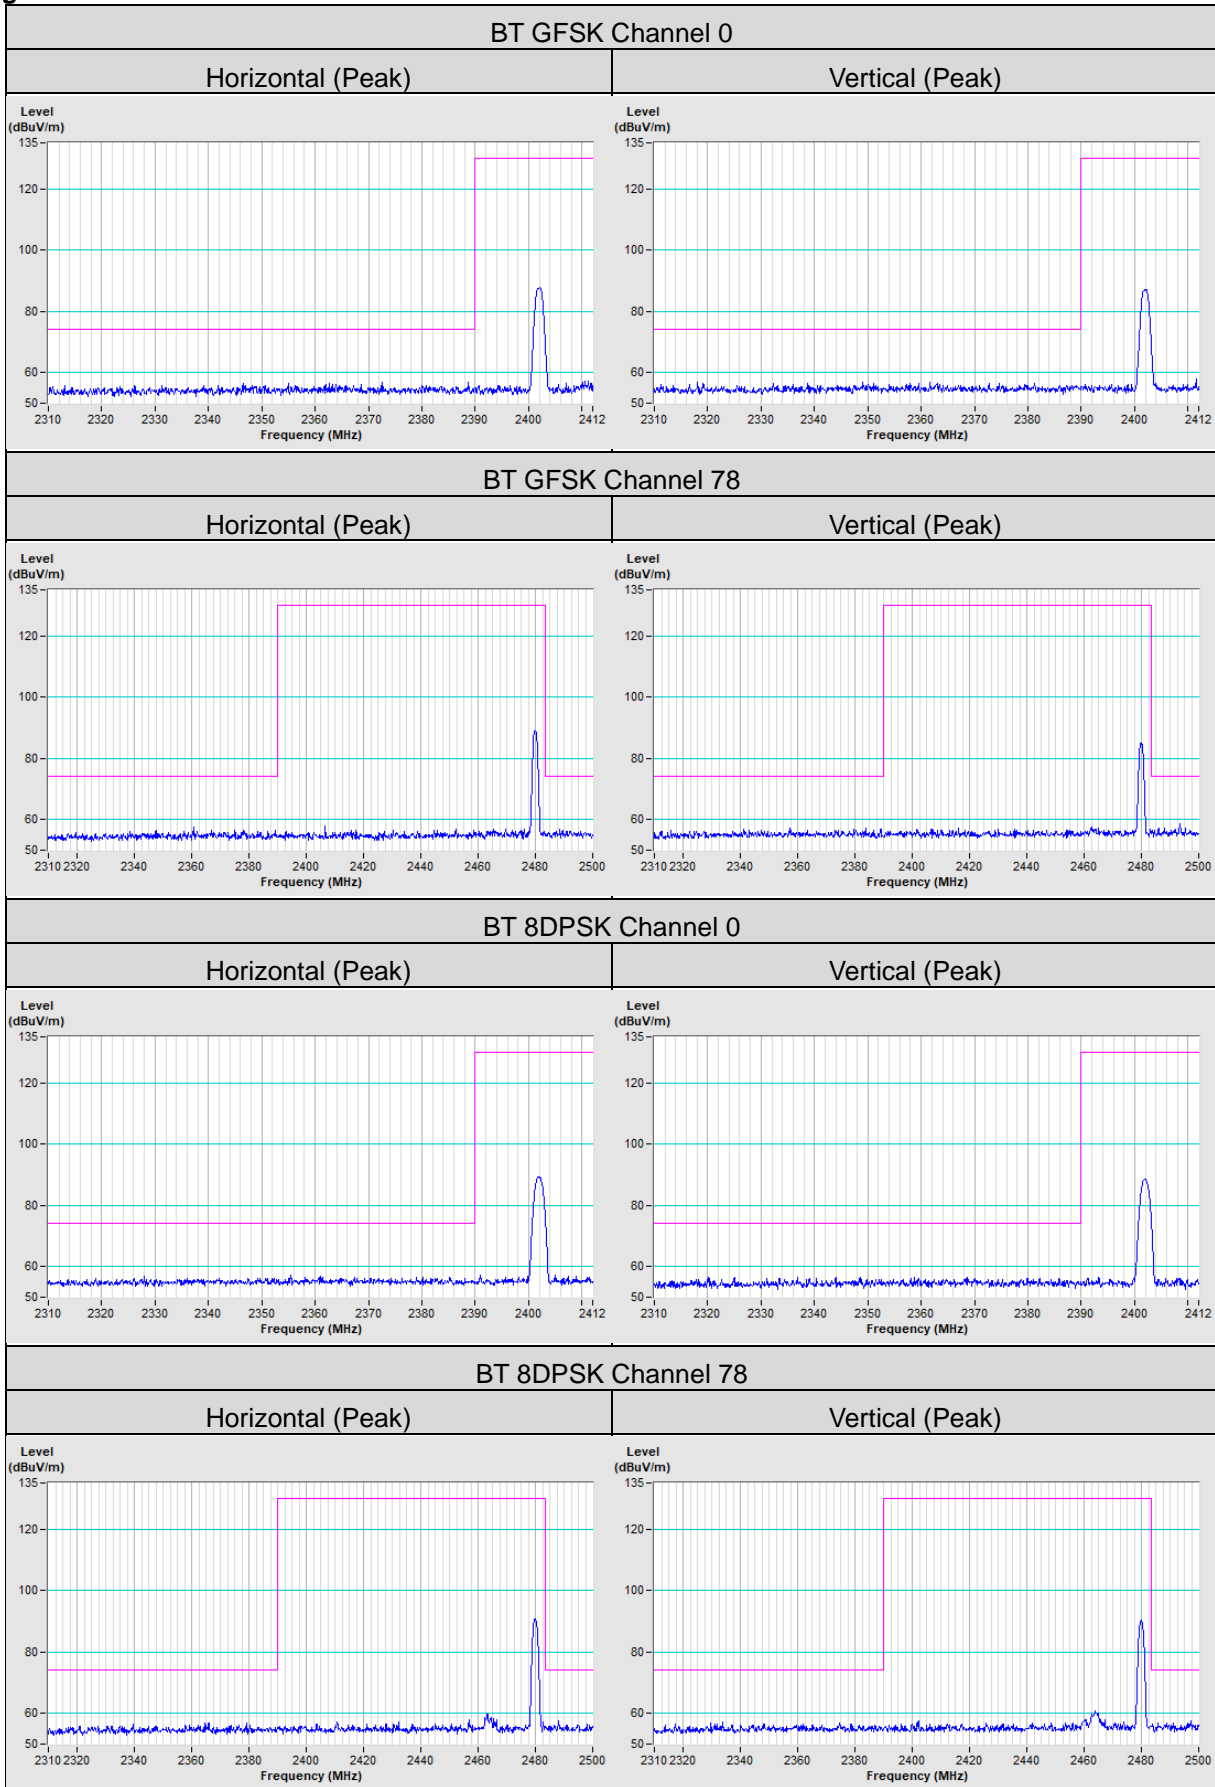 g
BT GFSK Channel 0
Horizontal (Peak) Vertical (Peak)
Level Level
(dBuV/m) (dBuV/m)
135 135
120 120
100 100
80 80
60 60
50 50
2310 2320 2330 2340 2350 2360 2370 2380 2390 2400 2412 2310 2320 2330 2340 2350 2360 2370 2380 2390 2400 2412
Frequency (MHz) Frequency (MHz)
BT GFSK Channel 78
Horizontal (Peak) Vertical (Peak)
Level Level
(dBuV/m) (dBuV/m)
135 135
120 120
100 100
80 80
60 60
50 50
2310 2320 2340 2360 2380 2400 2420 2440 2460 2480 2500 2310 2320 2340 2360 2380 2400 2420 2440 2460 2480 2500
Frequency (MHz) Frequency (MHz)
BT 8DPSK Channel 0
Horizontal (Peak) Vertical (Peak)
Level Level
(dBuV/m) (dBuV/m)
135 135
120 120
100 100
80 80
60 60
50 50
2310 2320 2330 2340 2350 2360 2370 2380 2390 2400 2412 2310 2320 2330 2340 2350 2360 2370 2380 2390 2400 2412
Frequency (MHz) Frequency (MHz)
BT 8DPSK Channel 78
Horizontal (Peak) Vertical (Peak)
Level Level
(dBuV/m) (dBuV/m)
135 135
120 120
100 100
80 80
60 60
50 50
2310 2320 2340 2360 2380 2400 2420 2440 2460 2480 2500 2310 2320 2340 2360 2380 2400 2420 2440 2460 2480 2500
Frequency (MHz) Frequency (MHz)